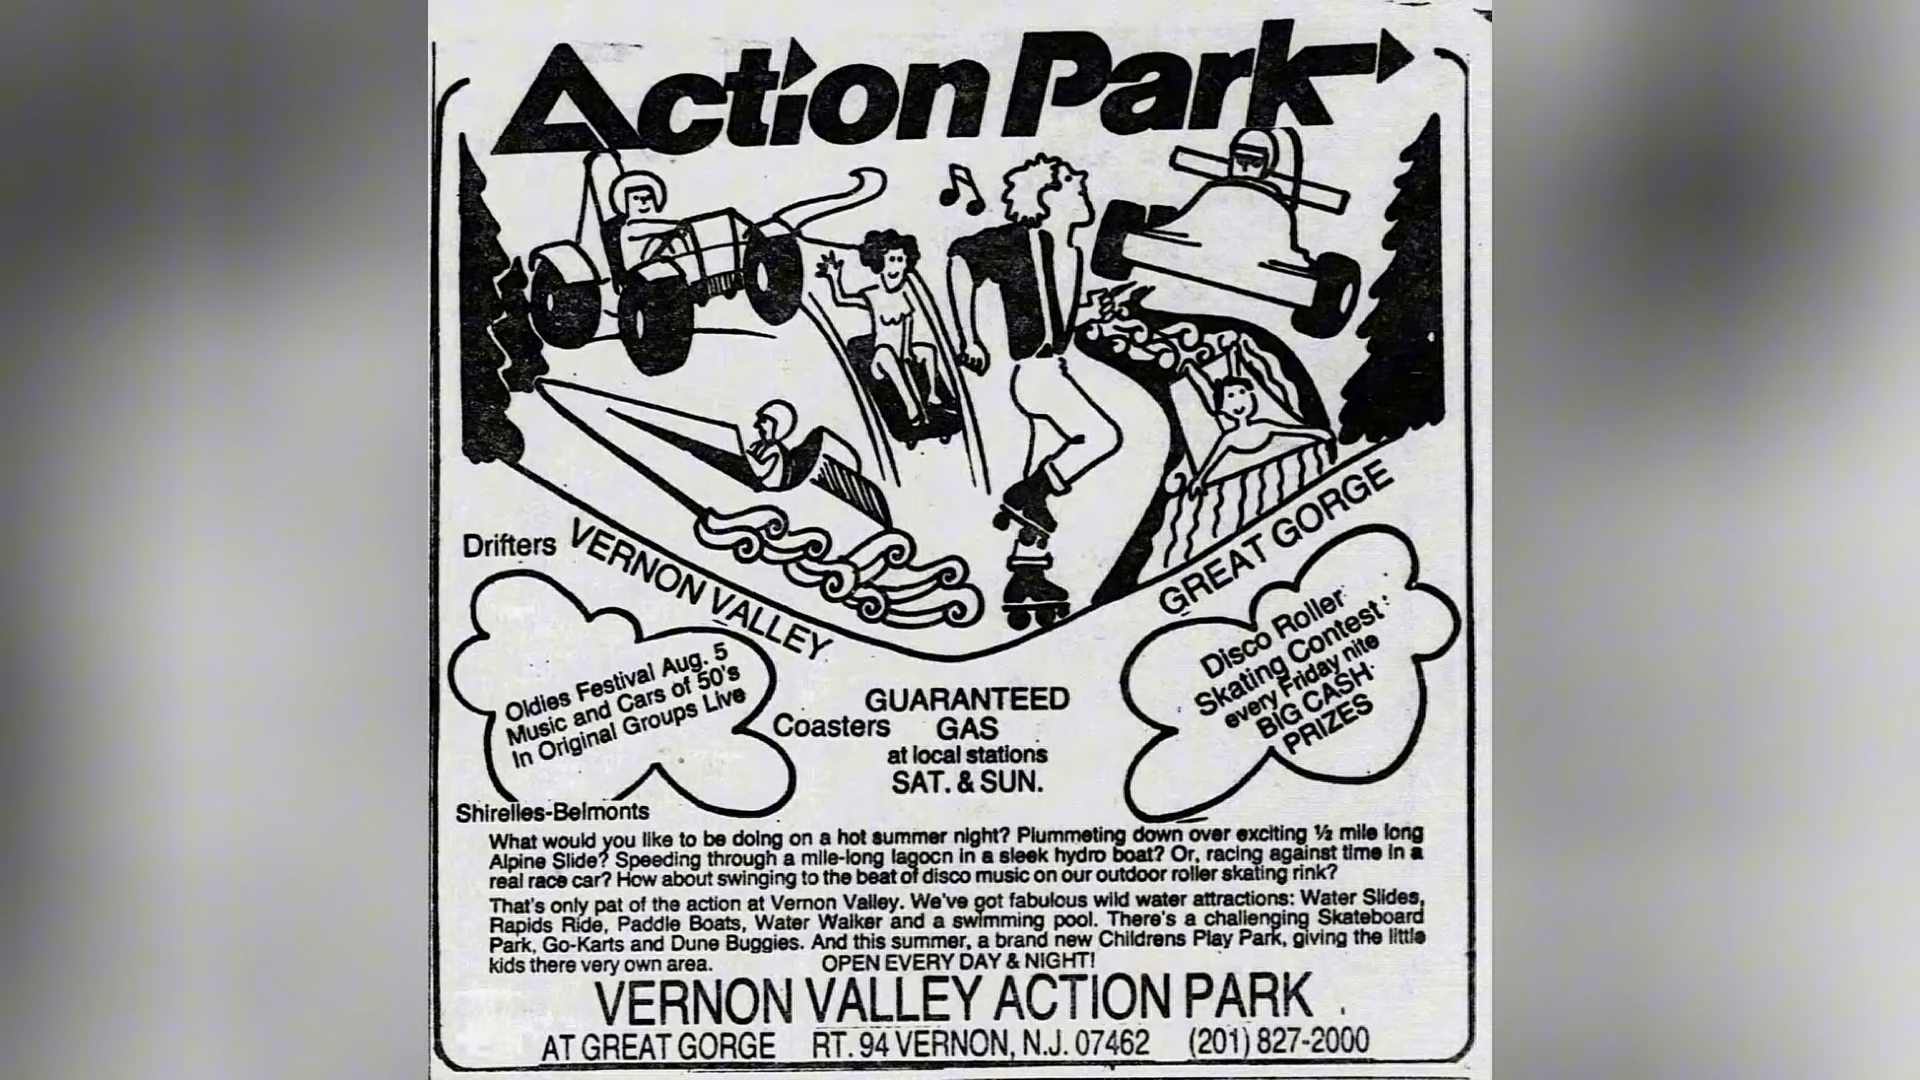 Action Park
Drifters
VERNON VALLEY
GREAT GORGE
Oldies Festival Aug. 5
Music and Cars of 50's
In Original Groups Live
Coasters
GUARANTEED
GAS
at local stations
SAT. & SUN.
Disco Roller
Skating Contest
every Friday nite
BIG CASH
PRIZES
Shirelles-Belmonts
What would you like to be doing on a hot summer night? Plummeting down over exciting ½ mile long
Alpine Slide? Speeding through a mile-long lagoon in a sleek hydro boat? Or, racing against time in a
real race car? How about swinging to the beat of disco music on our outdoor roller skating rink?
That's only pat of the action at Vernon Valley. We've got fabulous wild water attractions: Water Slides,
Rapids Ride, Paddle Boats, Water Walker and a swimming pool. There's a challenging Skateboard
Park, Go-Karts and Dune Buggies. And this summer, a brand new Childrens Play Park, giving the little
kids there very own area. OPEN EVERY DAY & NIGHT!
VERNON VALLEY ACTION PARK
AT GREAT GORGE RT. 94 VERNON, N.J. 07462 (201) 827-2000